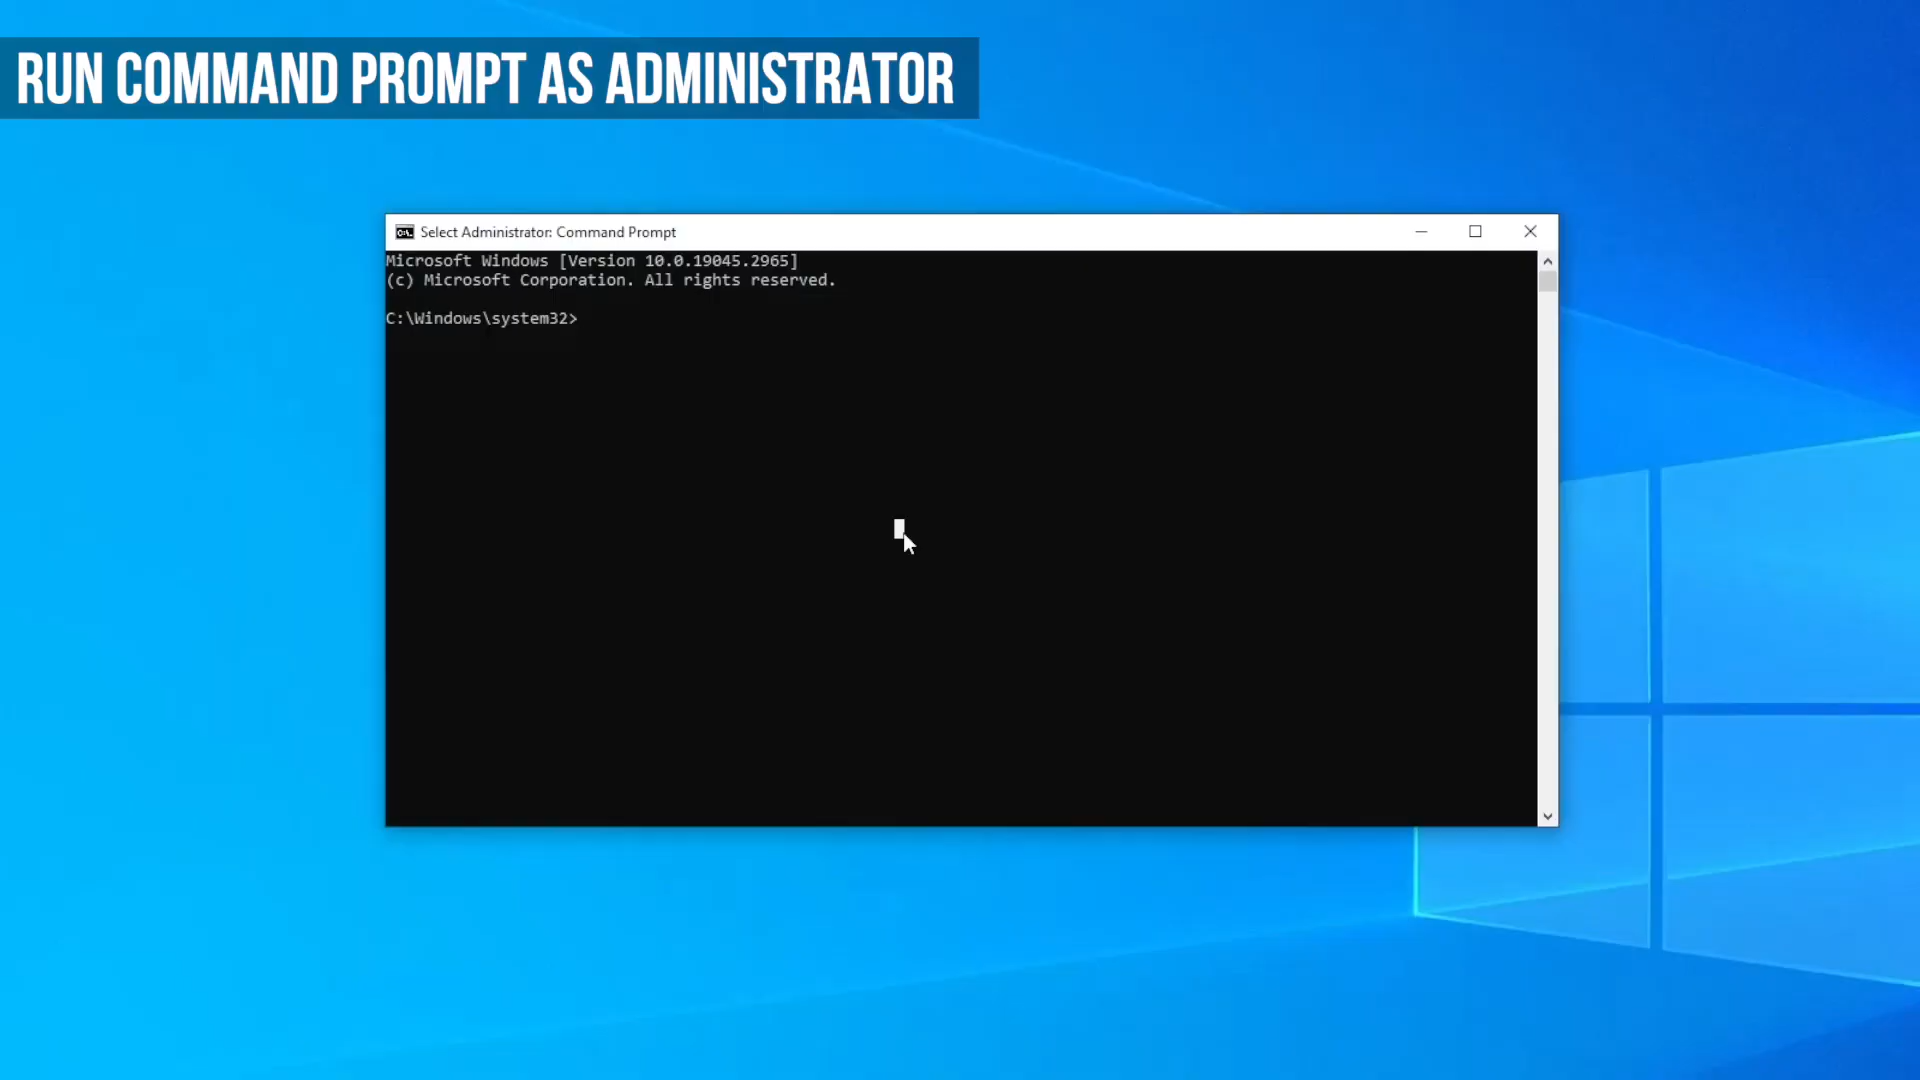 RUN COMMAND PROMPT AS ADMINISTRATOR
Select Administrator: Command Prompt
Microsoft Windows [Version 10.0.19045.2965]
(c) Microsoft Corporation. All rights reserved.
C:\Windows\system32>